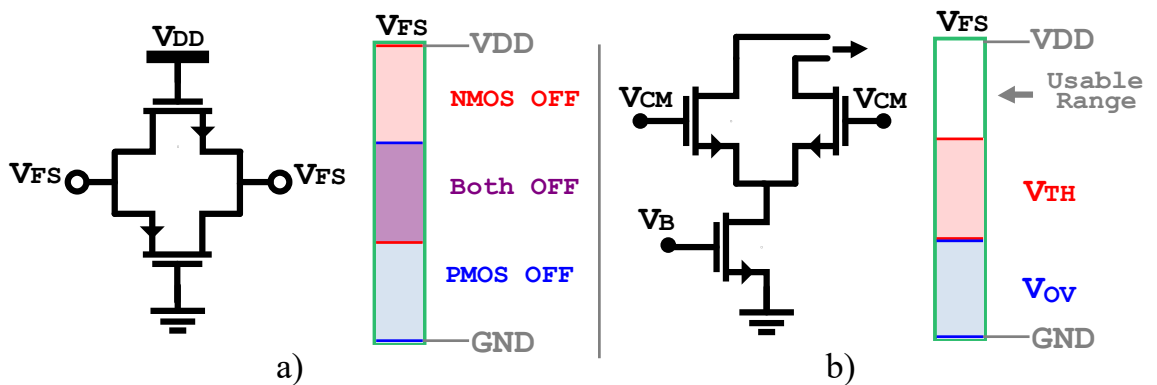 VDD
VFS
VFS
VFS
VDD
NMOS OFF
Both OFF
PMOS OFF
GND
a)
VCM
VCM
VB
VFS
VDD
Usable
Range
VTH
VOV
GND
b)